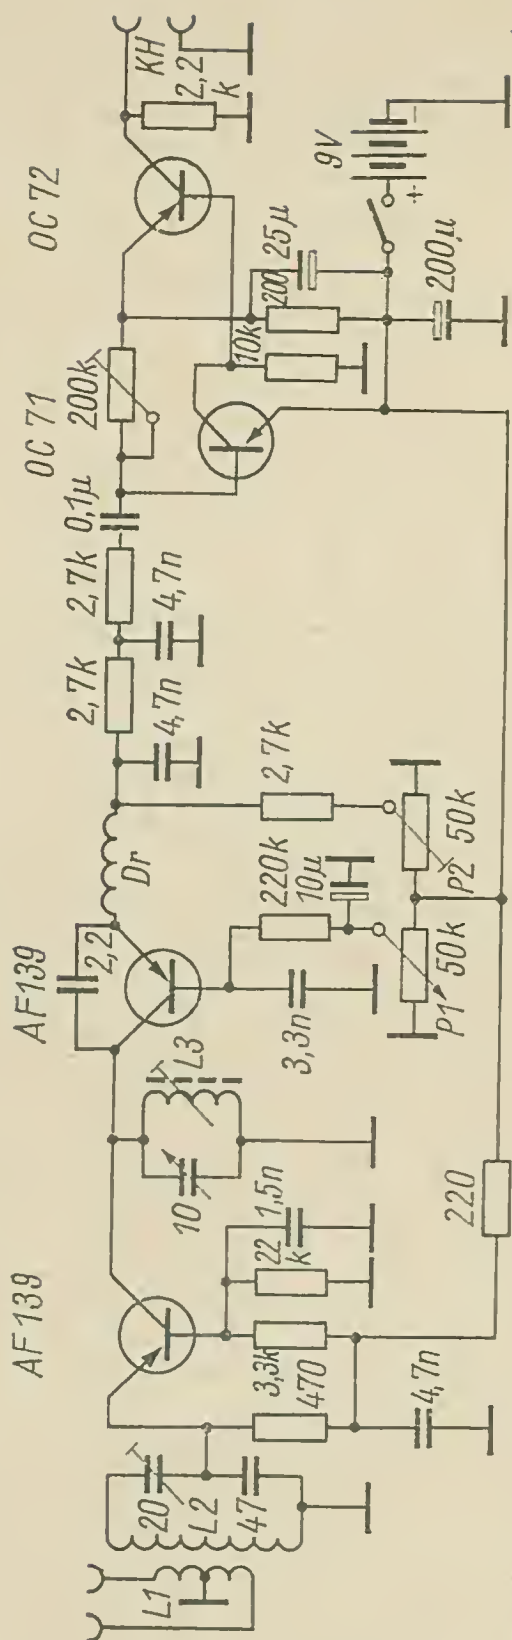 AF139
AF139
OC 71
OC 72
2,2
Dr
2,7k
2,7k
0,1μ
200k
KH
2,2
k
L1
20
L2
47
10
L3
4,7n
4,7n
3,3k
470
22
k
1,5n
3,3n
220k
10μ
2,7k
10k
200
25μ
9V
+
−
4,7n
220
P1 50k
P2 50k
200μ